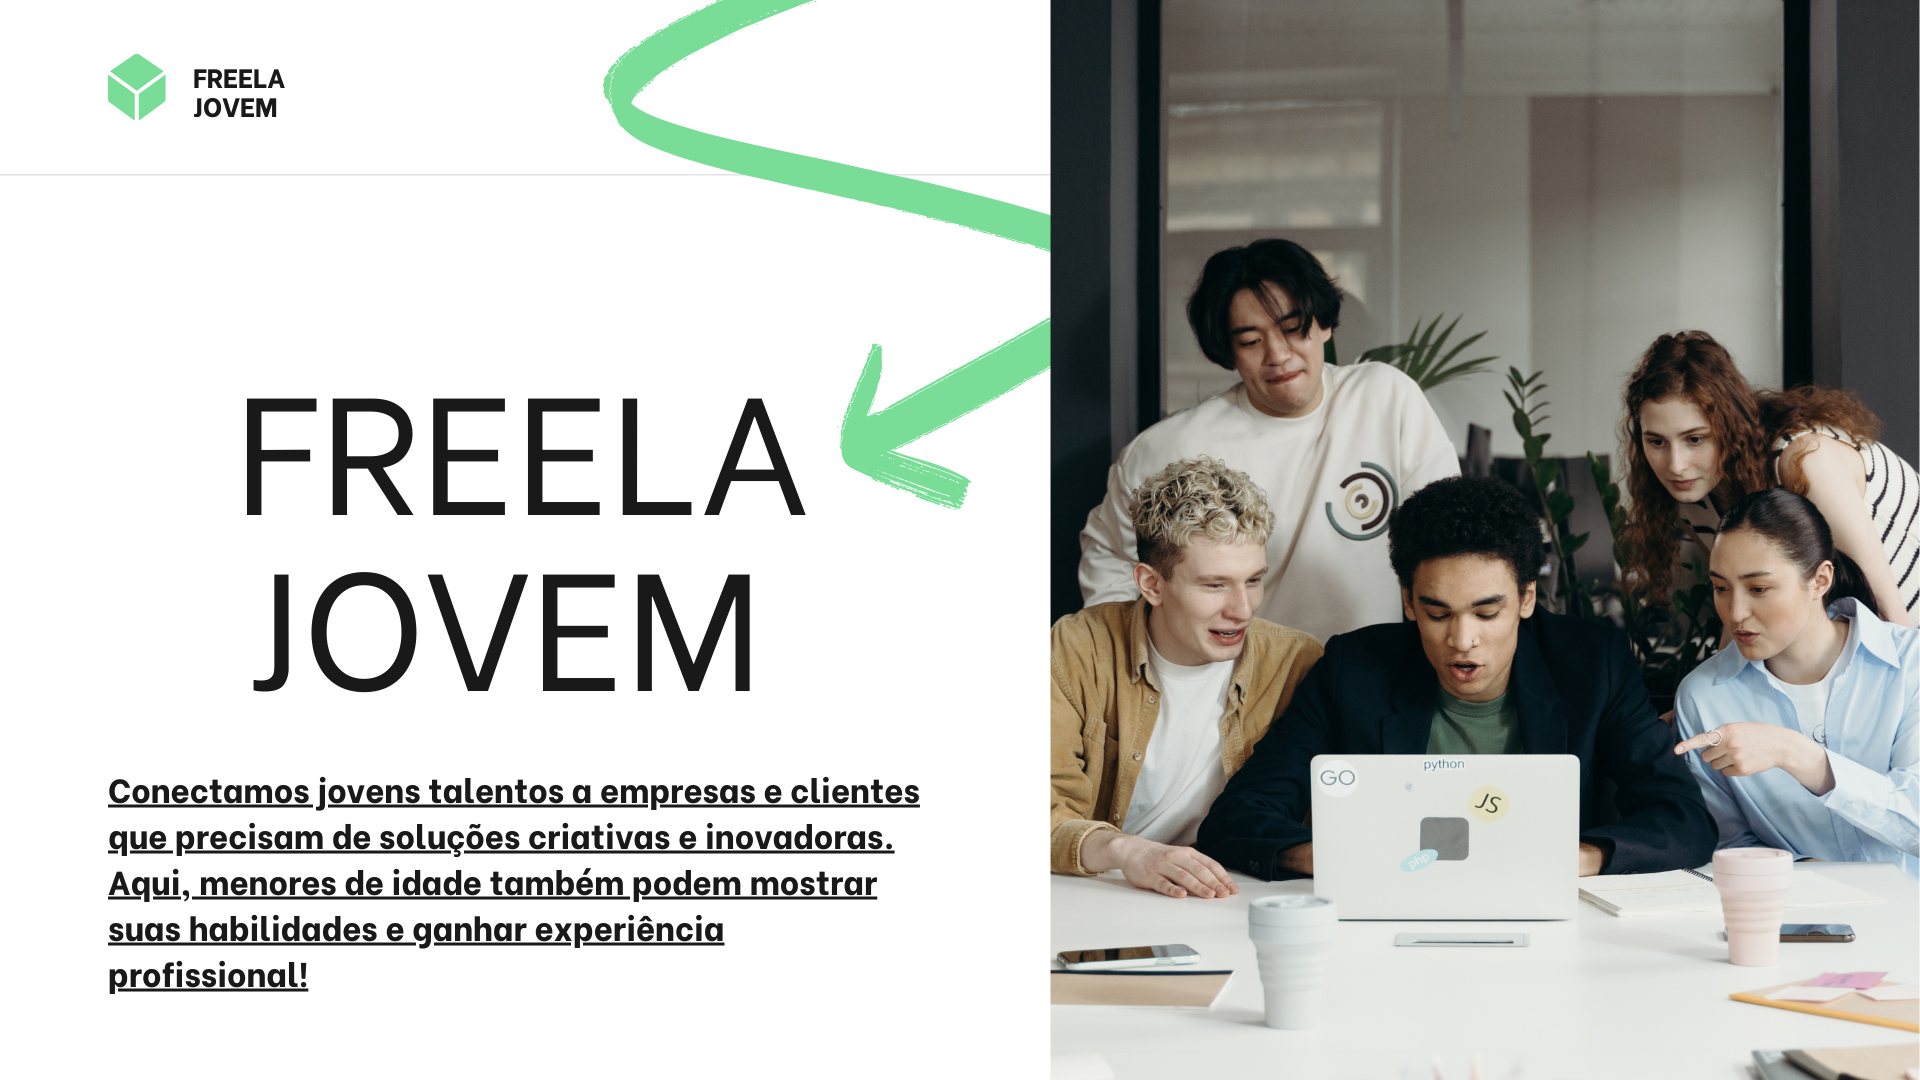 FREELA
JOVEM
FREELA
JOVEM
Conectamos jovens talentos a empresas e clientes
que precisam de soluções criativas e inovadoras.
Aqui, menores de idade também podem mostrar
suas habilidades e ganhar experiência
profissional!
GO
python
JS
php